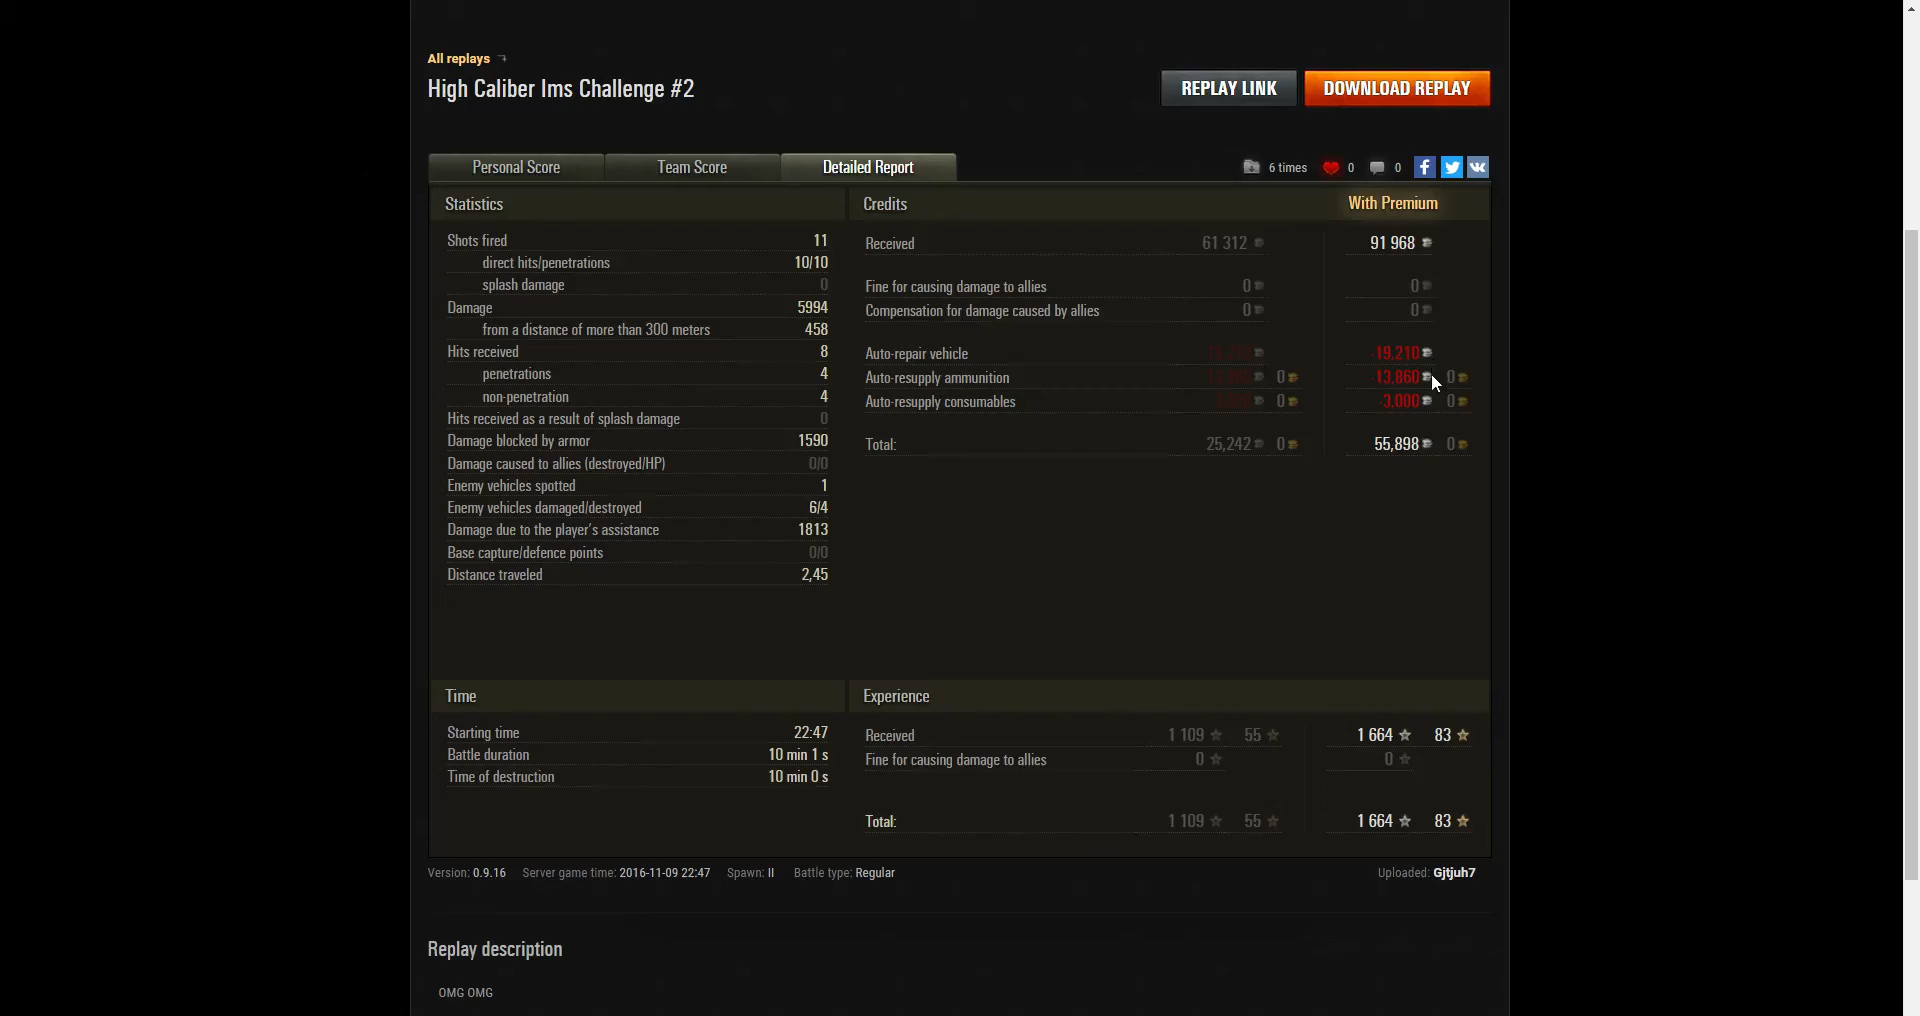 All replays
High Caliber Ims Challenge #2
REPLAY LINK
DOWNLOAD REPLAY
Personal Score
Team Score
Detailed Report
6 times
0
0
Statistics
Credits
With Premium
Shots fired 11
direct hits/penetrations 10/10
splash damage 0
Damage 5994
from a distance of more than 300 meters 458
Hits received 8
penetrations 4
non-penetration 4
Hits received as a result of splash damage 0
Damage blocked by armor 1590
Damage caused to allies (destroyed/HP) 0/0
Enemy vehicles spotted 1
Enemy vehicles damaged/destroyed 6/4
Damage due to the player's assistance 1813
Base capture/defence points 0/0
Distance traveled 2,45
Received 61 312 91 968
Fine for causing damage to allies 0 0
Compensation for damage caused by allies 0 0
Auto-repair vehicle -19,210
Auto-resupply ammunition 0 -13,860 0
Auto-resupply consumables 0 -3,000 0
Total: 25,242 0 55,898 0
Time
Experience
Starting time 22:47
Battle duration 10 min 1 s
Time of destruction 10 min 0 s
Received 1 109 55 1 664 83
Fine for causing damage to allies 0 0
Total: 1 109 55 1 664 83
Version: 0.9.16 Server game time: 2016-11-09 22:47 Spawn: II Battle type: Regular
Uploaded: Gjtjuh7
Replay description
OMG OMG